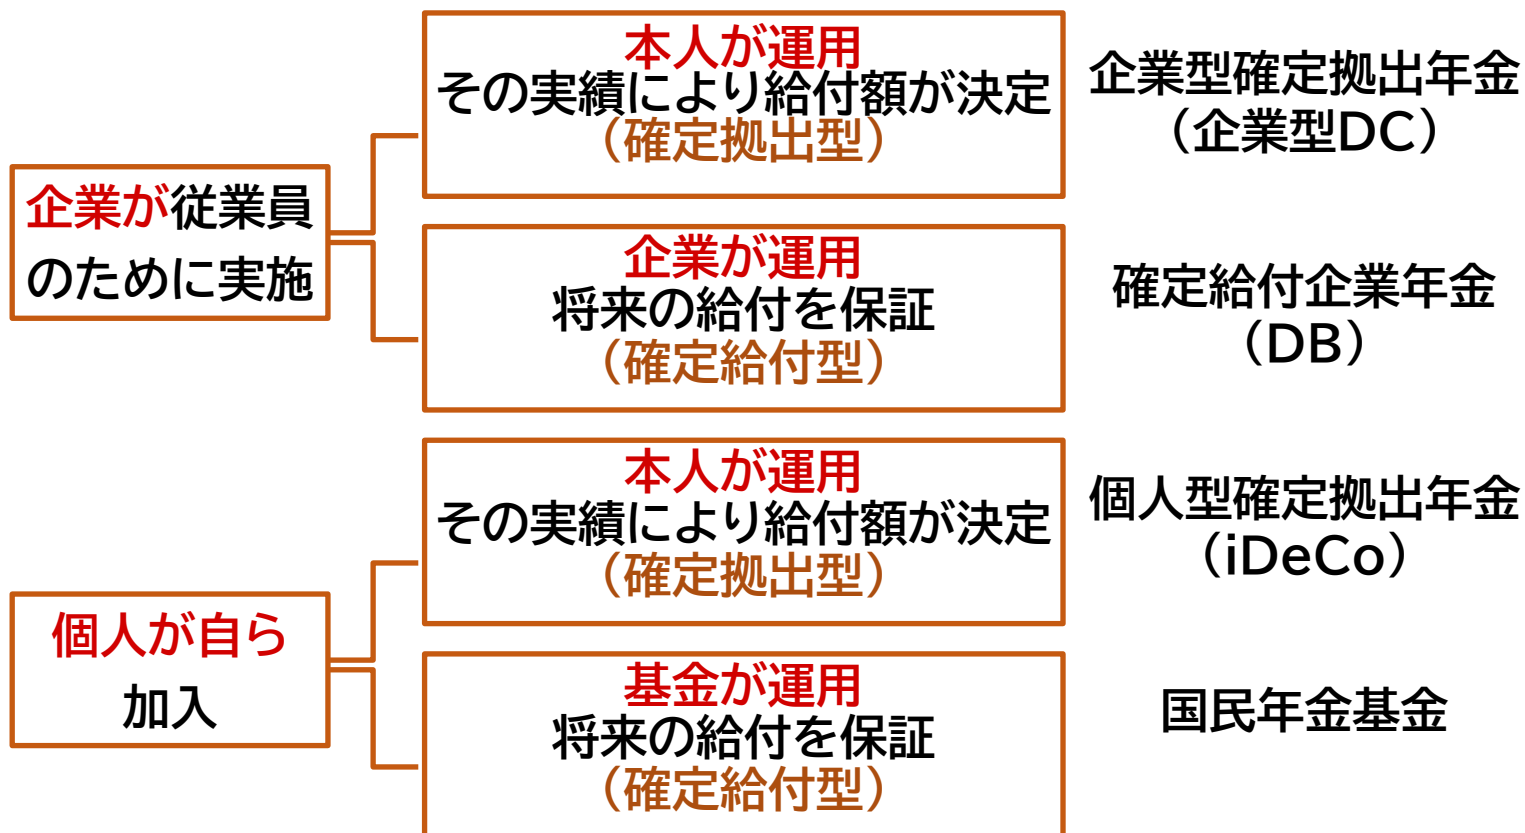 企業が従業員
のために実施
本人が運用
その実績により給付額が決定
（確定拠出型）
企業型確定拠出年金
（企業型DC）
企業が運用
将来の給付を保証
（確定給付型）
確定給付企業年金
（DB）
個人が自ら
加入
本人が運用
その実績により給付額が決定
（確定拠出型）
個人型確定拠出年金
（iDeCo）
基金が運用
将来の給付を保証
（確定給付型）
国民年金基金